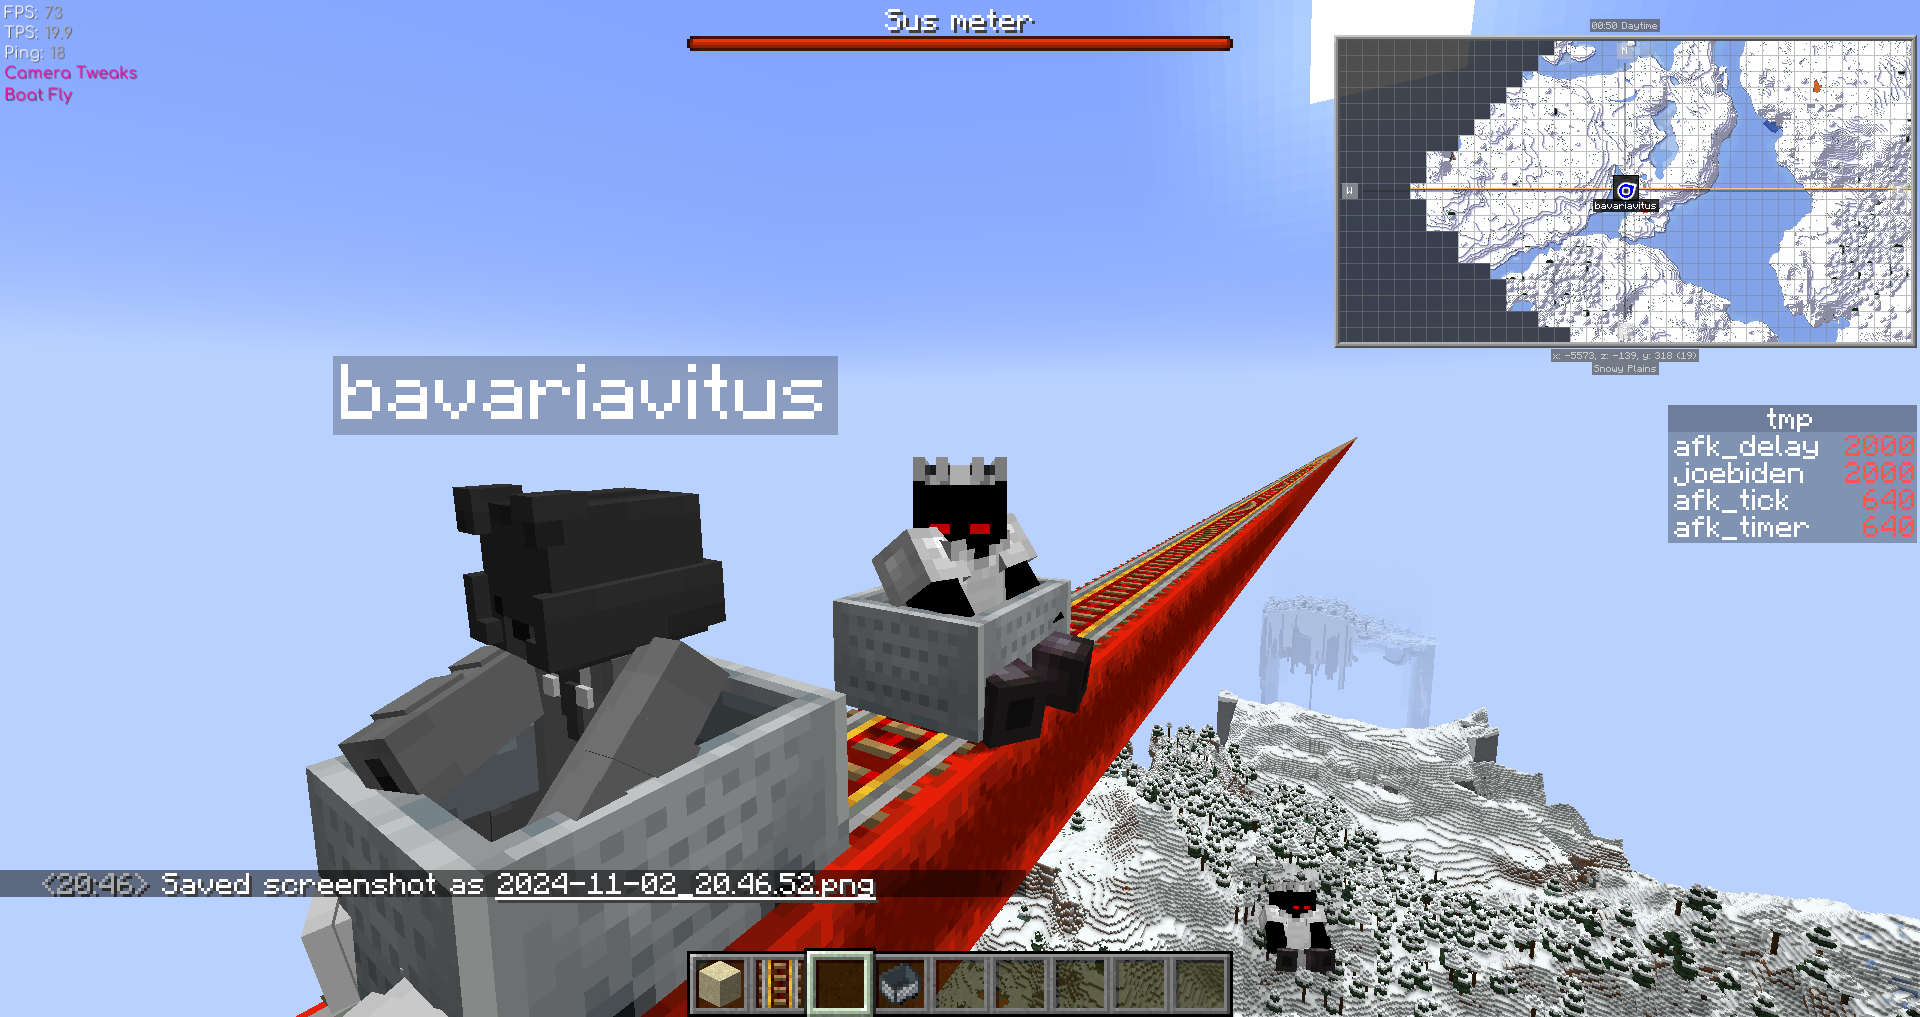 FPS: 73
TPS: 19.9
Ping: 18
Camera Tweaks
Boat Fly
Sus meter
00:50 Daytime
N
W
bavariavitus
x: -5573, z: -139, y: 318 (19)
Snowy Plains
bavariavitus
tmp
afk_delay 2000
joebiden 2000
afk_tick 640
afk_timer 640
<20:46> Saved screenshot as 2024-11-02_20.46.52.png